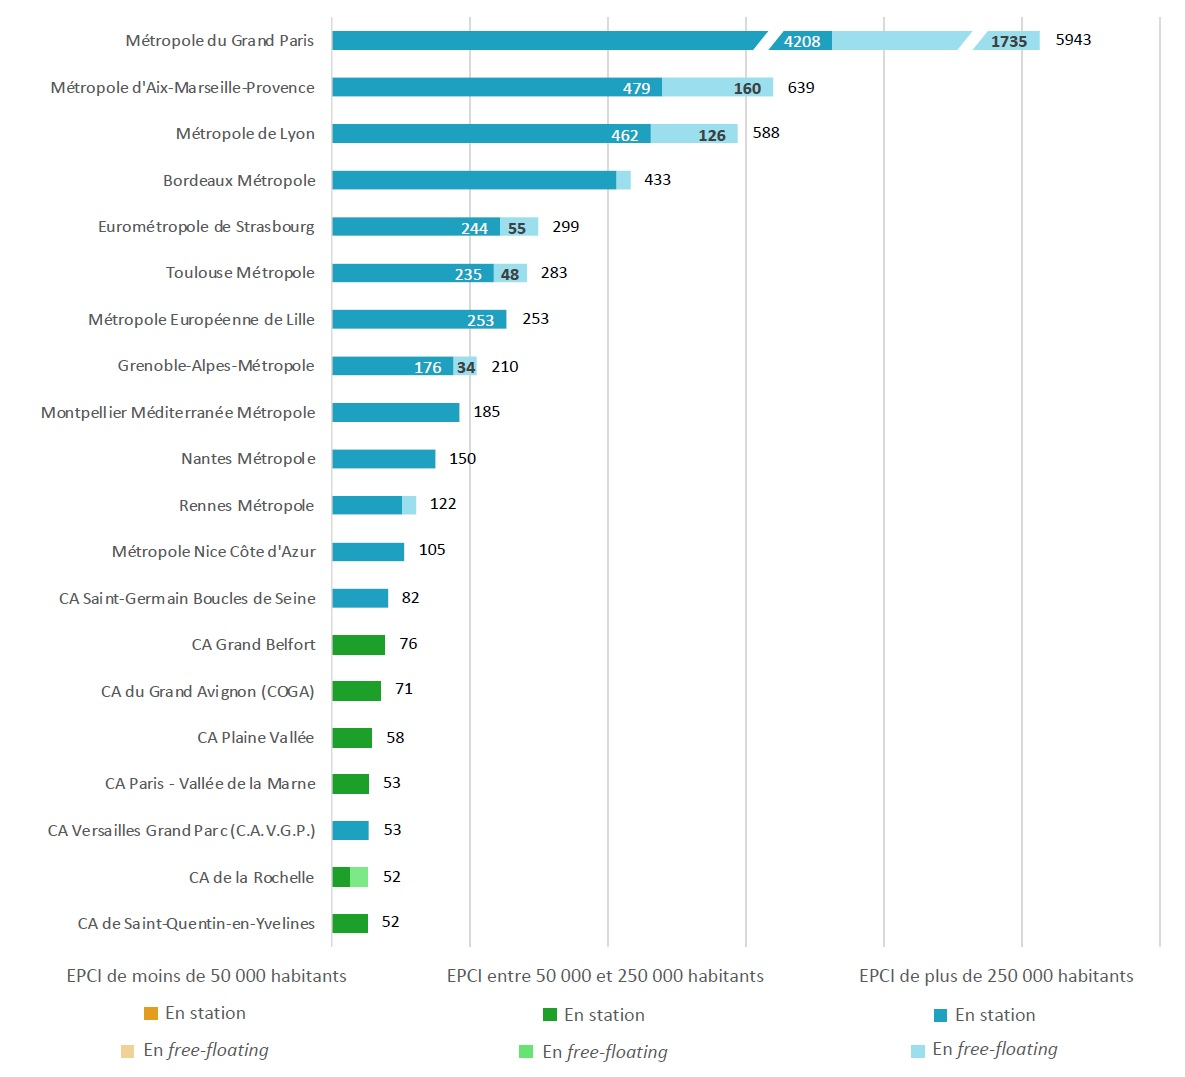 Métropole du Grand Paris 4208 1735 5943
Métropole d'Aix-Marseille-Provence 479 160 639
Métropole de Lyon 462 126 588
Bordeaux Métropole 433
Eurométropole de Strasbourg 244 55 299
Toulouse Métropole 235 48 283
Métropole Européenne de Lille 253 253
Grenoble-Alpes-Métropole 176 34 210
Montpellier Méditerranée Métropole 185
Nantes Métropole 150
Rennes Métropole 122
Métropole Nice Côte d'Azur 105
CA Saint-Germain Boucles de Seine 82
CA Grand Belfort 76
CA du Grand Avignon (COGA) 71
CA Plaine Vallée 58
CA Paris - Vallée de la Marne 53
CA Versailles Grand Parc (C.A.V.G.P.) 53
CA de la Rochelle 52
CA de Saint-Quentin-en-Yvelines 52
EPCI de moins de 50 000 habitants
En station
En free-floating
EPCI entre 50 000 et 250 000 habitants
En station
En free-floating
EPCI de plus de 250 000 habitants
En station
En free-floating